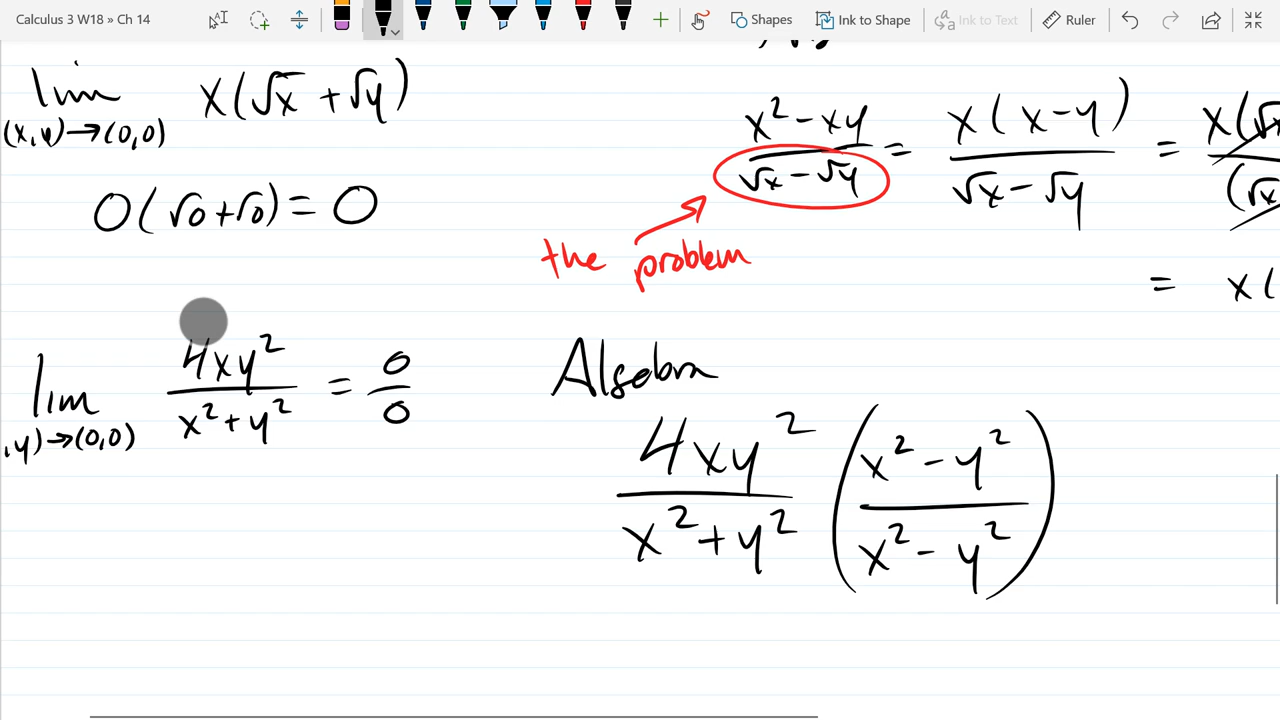 Calculus 3 W18 » Ch 14
Shapes
Ink to Shape
Ink to Text
Ruler
lim x(√x + √y)
(x,y)→(0,0)
0(√0+√0) = 0
x² - xy / √x - √y = x(x-y) / √x - √y =
the problem
= x(
lim 4xy² / x² + y² = 0/0
,y)→(0,0)
Algebra
4xy² / x² + y² (x² - y² / x² - y²)